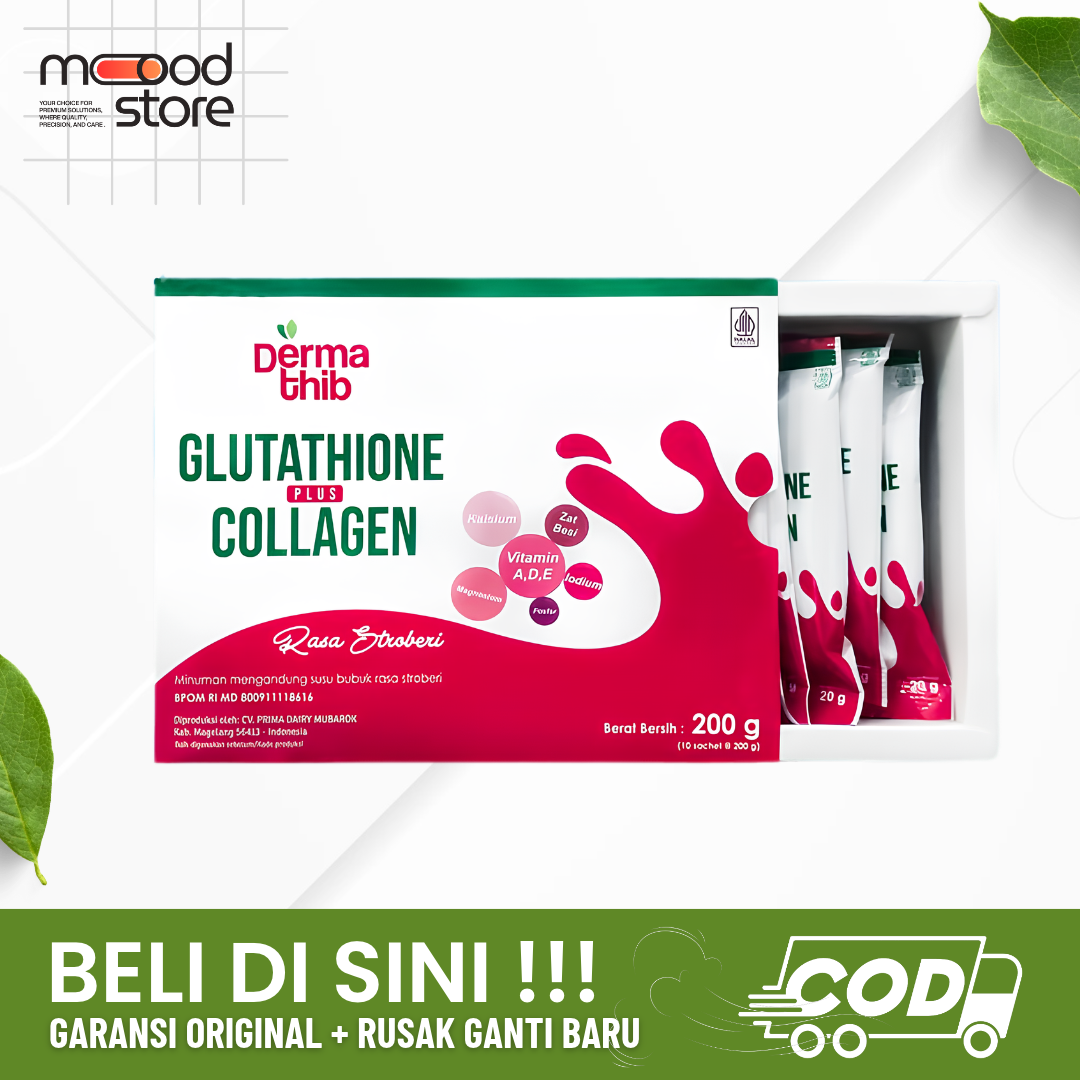 mood
store
YOUR CHOICE FOR
PREMIUM SOLUTIONS,
WHERE QUALITY,
PRECISION, AND CARE.
Derma
thib
GLUTATHIONE
PLUS
COLLAGEN
Kalsium
Zat
Besi
Vitamin
A,D,E
Iodium
Magnesium
Rasa Stroberi
Minuman mengandung susu bubuk rasa stroberi
BPOM RI MD 800911118616
Diproduksi oleh: CV. PRIMA DAIRY MUBAROK
Kab. Magelang 56413 - Indonesia
Berat Bersih : 200 g
(10 sachet @ 200 g)
NE
N
E
NE
20 g
20 g
BELI DI SINI !!!
GARANSI ORIGINAL + RUSAK GANTI BARU
COD